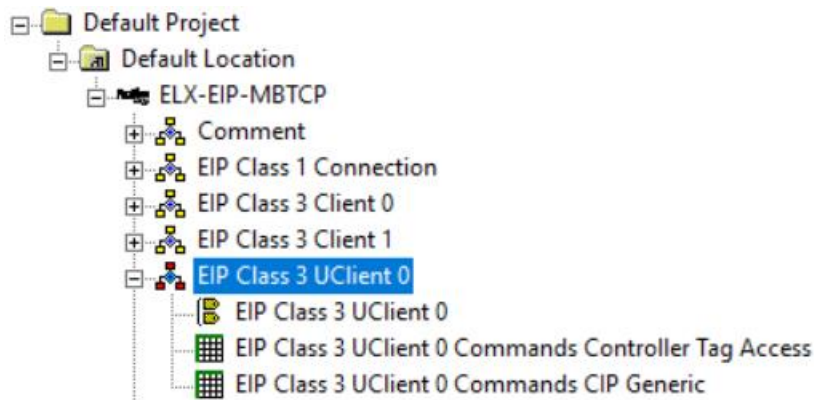 Default Project
Default Location
ELX-EIP-MBTCP
Comment
EIP Class 1 Connection
EIP Class 3 Client 0
EIP Class 3 Client 1
EIP Class 3 UClient 0
EIP Class 3 UClient 0
EIP Class 3 UClient 0 Commands Controller Tag Access
EIP Class 3 UClient 0 Commands CIP Generic